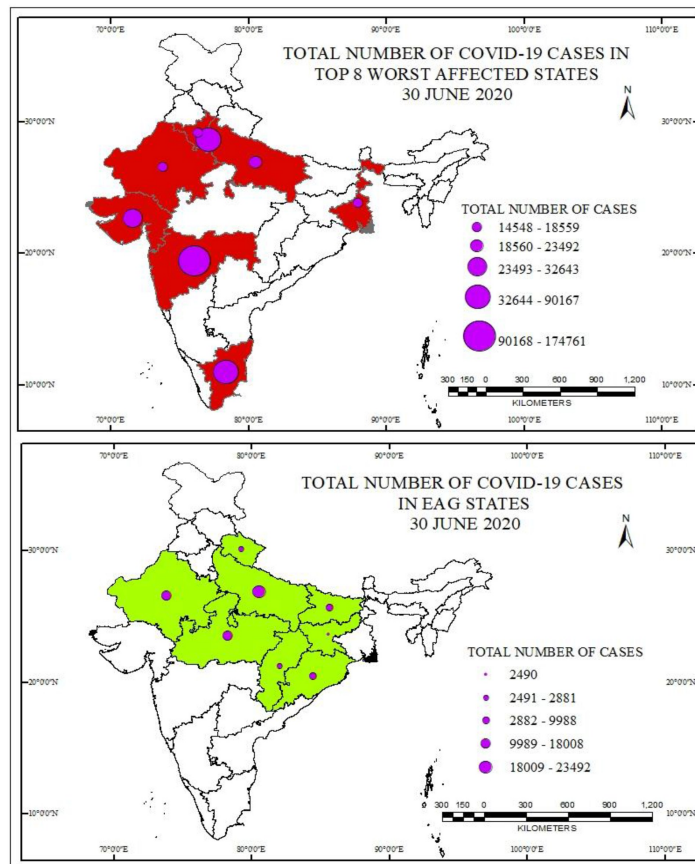 70°0'0"E 80°0'0"E 90°0'0"E 100°0'0"E 110°0'0"E
TOTAL NUMBER OF COVID-19 CASES IN
TOP 8 WORST AFFECTED STATES
30 JUNE 2020
N
30°0'0"N 30°0'0"N
TOTAL NUMBER OF CASES
14548 - 18559
18560 - 23492
20°0'0"N 20°0'0"N
23493 - 32643
32644 - 90167
90168 - 174761
10°0'0"N 10°0'0"N
300 150 0 300 600 900 1,200
KILOMETERS
70°0'0"E 80°0'0"E 90°0'0"E 100°0'0"E 110°0'0"E
70°0'0"E 80°0'0"E 90°0'0"E 100°0'0"E 110°0'0"E
TOTAL NUMBER OF COVID-19 CASES
IN EAG STATES
30 JUNE 2020
N
30°0'0"N 30°0'0"N
TOTAL NUMBER OF CASES
2490
20°0'0"N 20°0'0"N
2491 - 2881
2882 - 9988
9989 - 18008
18009 - 23492
10°0'0"N 10°0'0"N
300 150 0 300 600 900 1,200
KILOMETERS
70°0'0"E 80°0'0"E 90°0'0"E 100°0'0"E 110°0'0"E